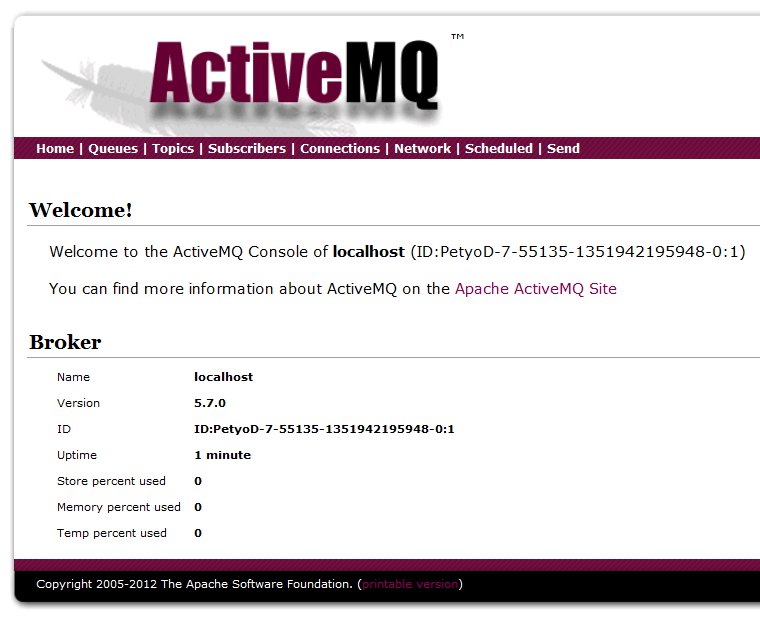 ActiveMQ ™
Home | Queues | Topics | Subscribers | Connections | Network | Scheduled | Send
Welcome!
Welcome to the ActiveMQ Console of localhost (ID:PetyoD-7-55135-1351942195948-0:1)
You can find more information about ActiveMQ on the Apache ActiveMQ Site
Broker
Name localhost
Version 5.7.0
ID ID:PetyoD-7-55135-1351942195948-0:1
Uptime 1 minute
Store percent used 0
Memory percent used 0
Temp percent used 0
Copyright 2005-2012 The Apache Software Foundation. (printable version)